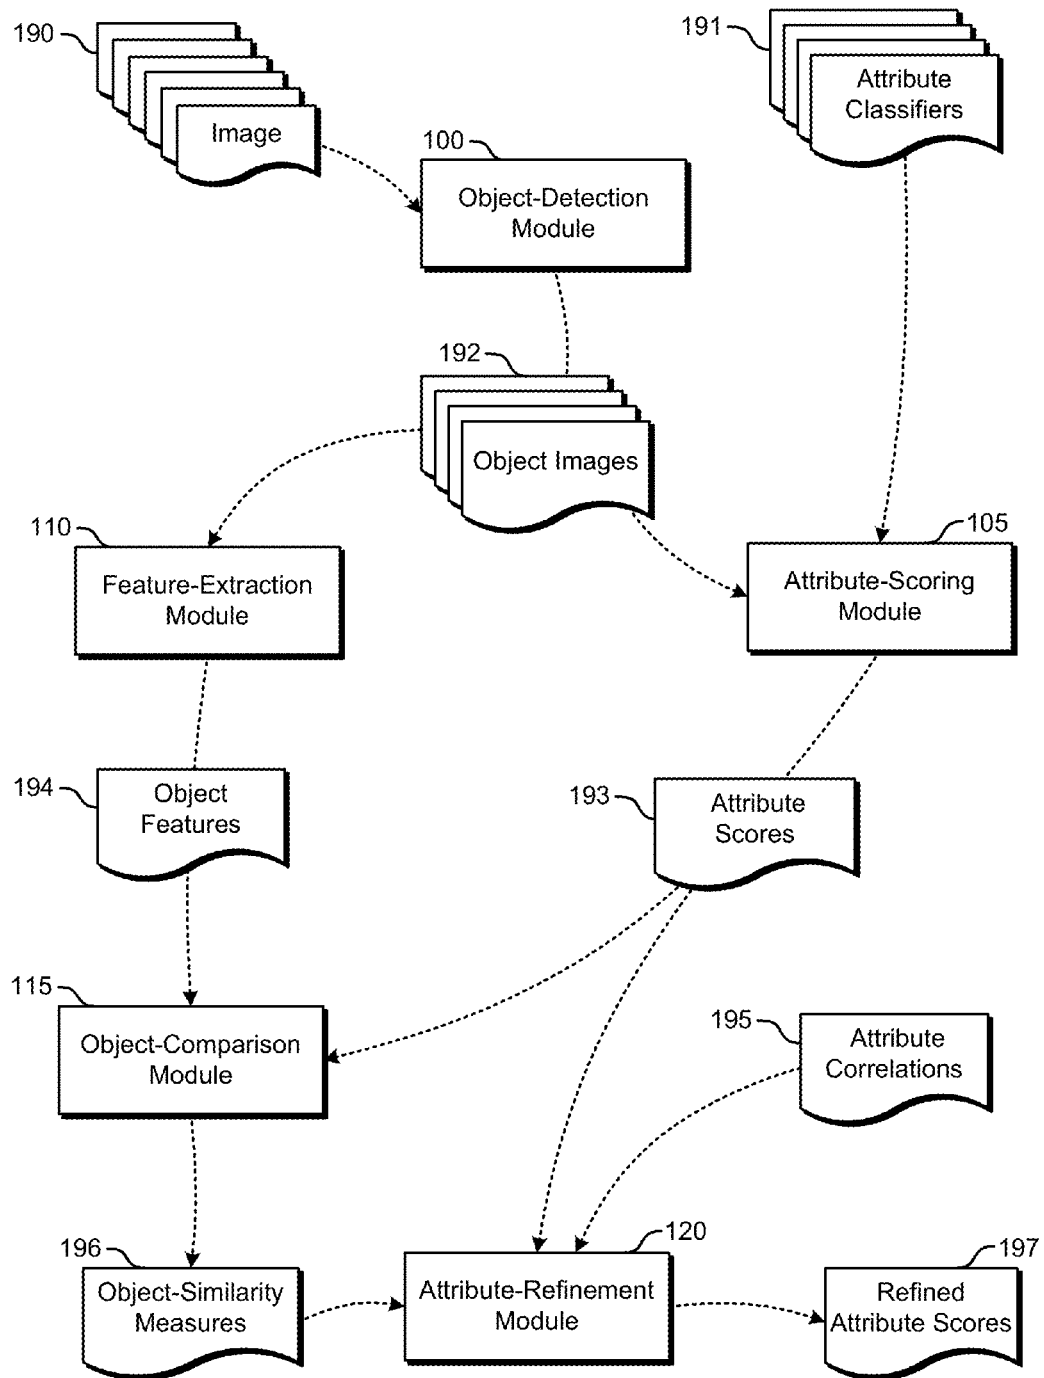 190
Image
191
Attribute
Classifiers
100
Object-Detection
Module
192
Object Images
110
Feature-Extraction
Module
105
Attribute-Scoring
Module
194
Object
Features
193
Attribute
Scores
115
Object-Comparison
Module
195
Attribute
Correlations
196
Object-Similarity
Measures
120
Attribute-Refinement
Module
197
Refined
Attribute Scores